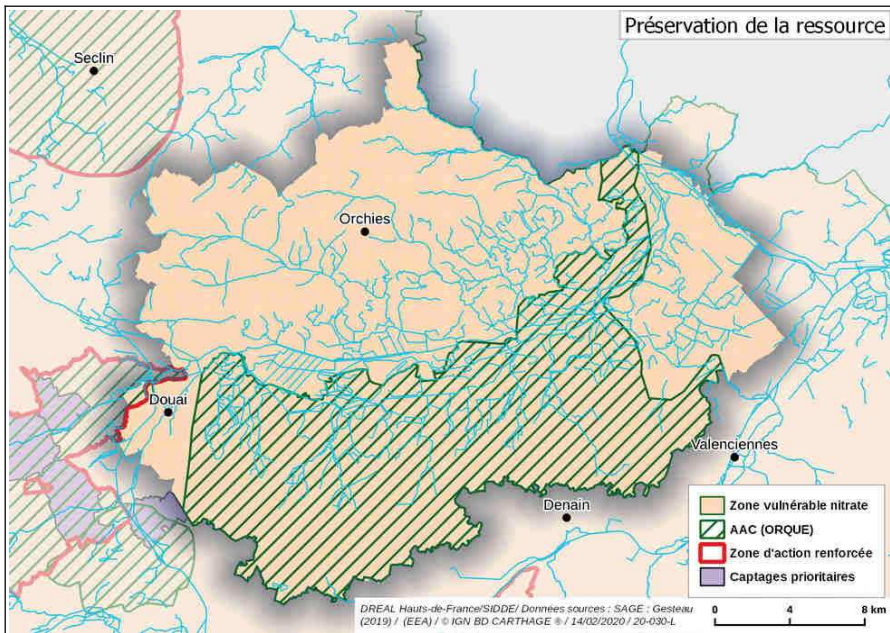 Préservation de la ressource
Seclin
Orchies
Douai
Valenciennes
Denain
Zone vulnérable nitrate
AAC (ORQUE)
Zone d'action renforcée
Captages prioritaires
DREAL Hauts-de-France/SIDDE/ Données sources : SAGE : Gesteau
(2019) / (EEA) / © IGN BD CARTHAGE ® / 14/02/2020 / 20-030-L
0 4 8 km